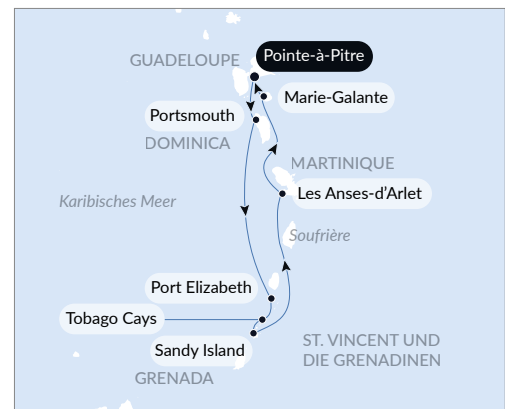 GUADELOUPE
Pointe-à-Pitre
Marie-Galante
Portsmouth
DOMINICA
MARTINIQUE
Les Anses-d’Arlet
Karibisches Meer
Soufrière
Port Elizabeth
Tobago Cays
Sandy Island
ST. VINCENT UND
DIE GRENADINEN
GRENADA